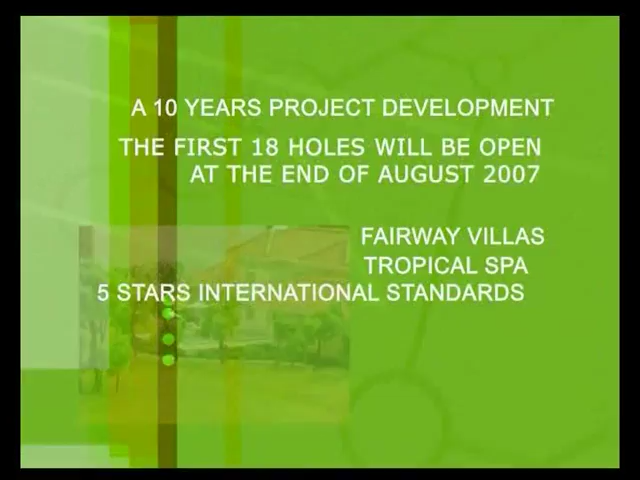 A 10 YEARS PROJECT DEVELOPMENT
THE FIRST 18 HOLES WILL BE OPEN
AT THE END OF AUGUST 2007
FAIRWAY VILLAS
TROPICAL SPA
5 STARS INTERNATIONAL STANDARDS